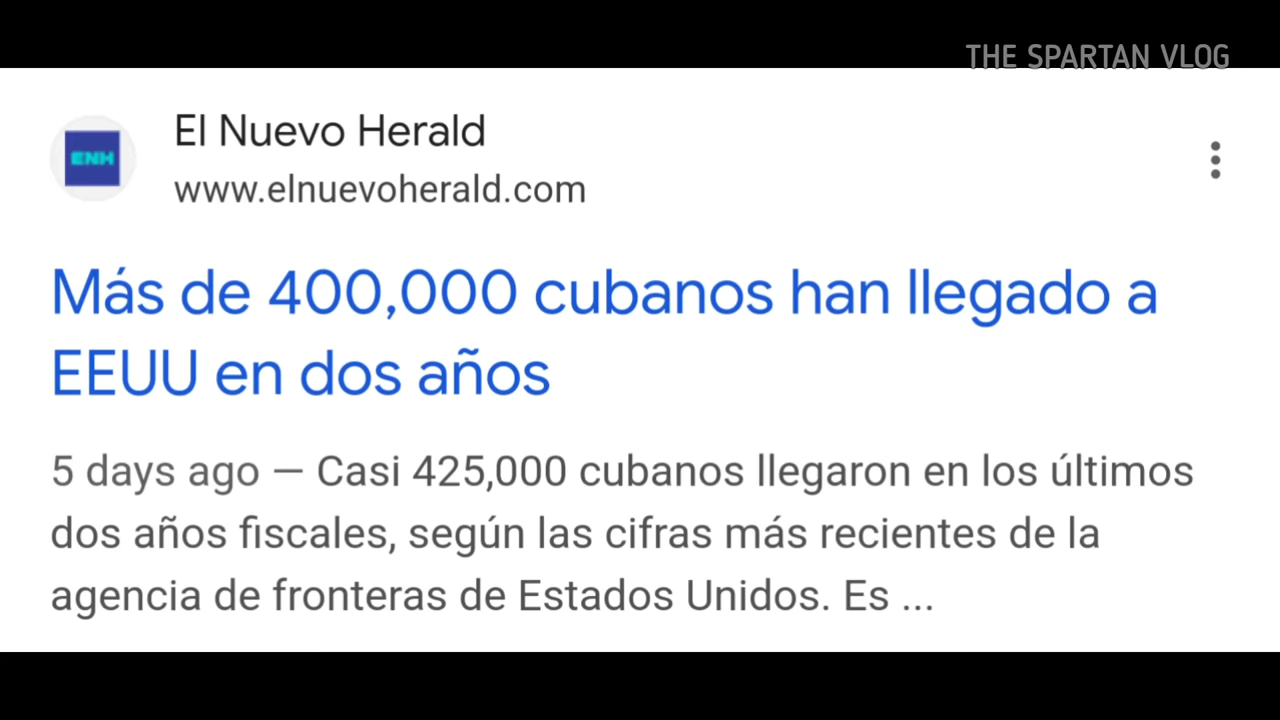 THE SPARTAN VLOG
ENH
El Nuevo Herald
www.elnuevoherald.com
Más de 400,000 cubanos han llegado a
EEUU en dos años
5 days ago — Casi 425,000 cubanos llegaron en los últimos
dos años fiscales, según las cifras más recientes de la
agencia de fronteras de Estados Unidos. Es ...